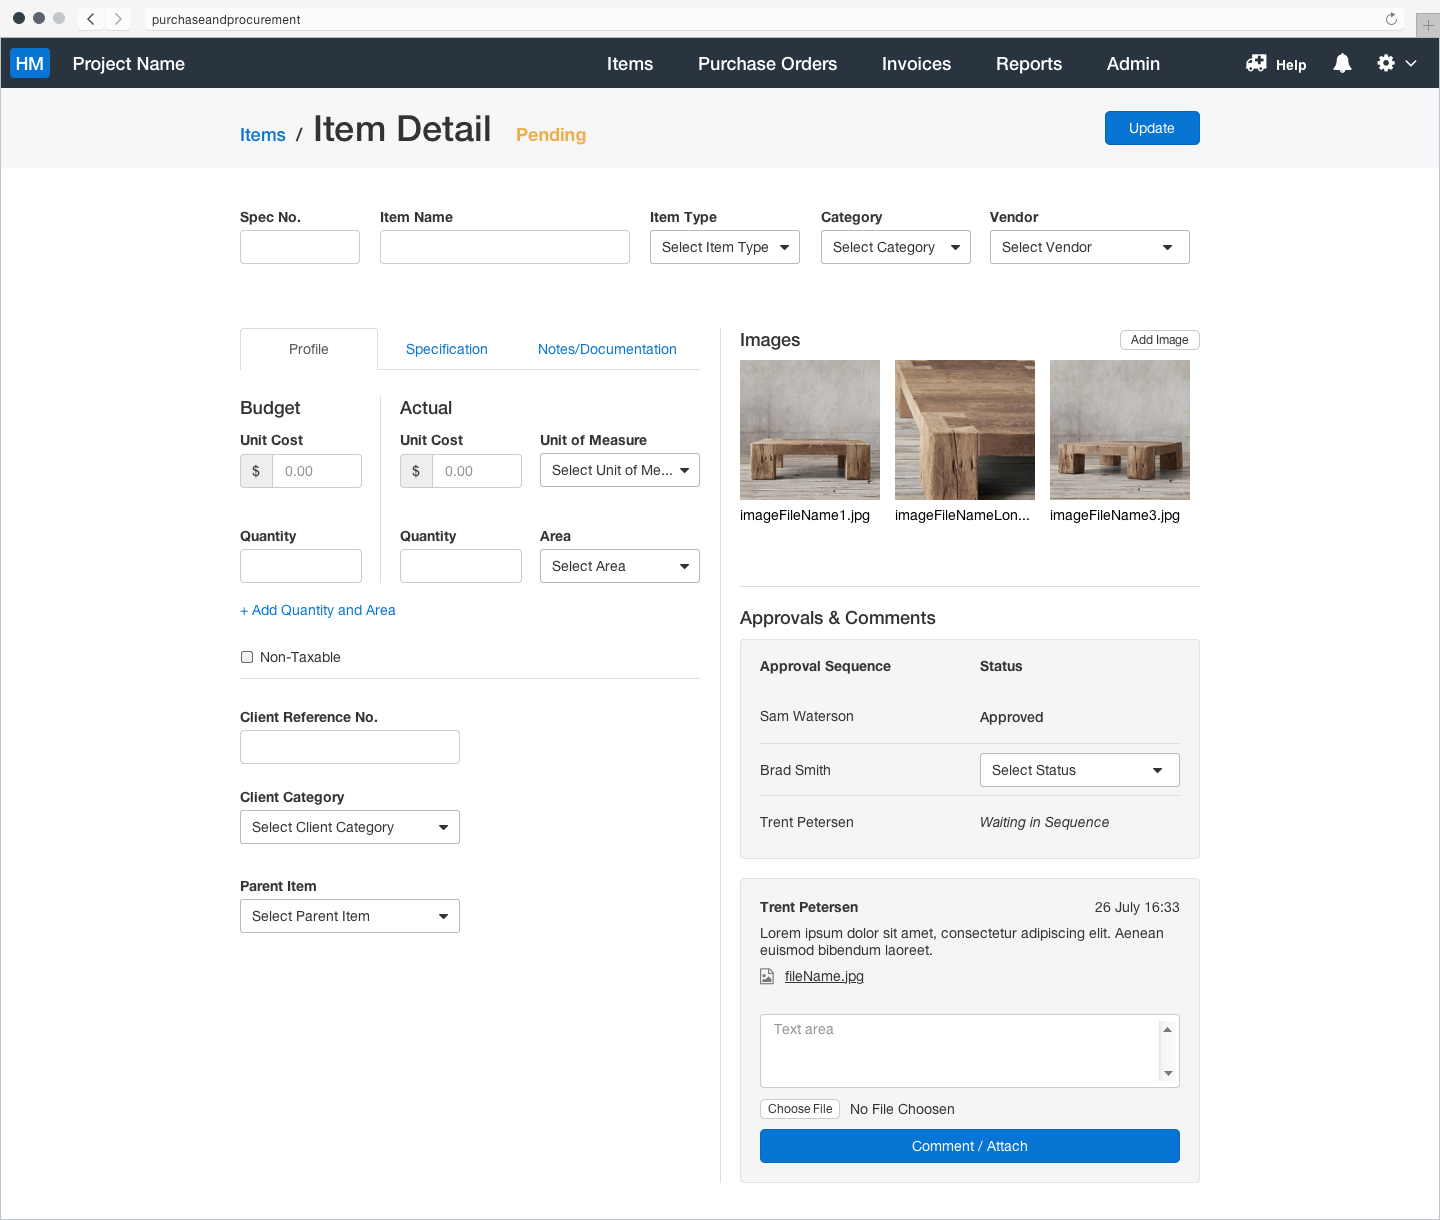 purchaseandprocurement
HM Project Name Items Purchase Orders Invoices Reports Admin Help
Items / Item Detail Pending Update
Spec No. Item Name Item Type Category Vendor
Select Item Type Select Category Select Vendor
Profile Specification Notes/Documentation
Budget Actual
Unit Cost Unit Cost Unit of Measure
$ 0.00 $ 0.00 Select Unit of Me...
Quantity Quantity Area
Select Area
+ Add Quantity and Area
Non-Taxable
Client Reference No.
Client Category
Select Client Category
Parent Item
Select Parent Item
Images Add Image
imageFileName1.jpg imageFileNameLon... imageFileName3.jpg
Approvals & Comments
Approval Sequence Status
Sam Waterson Approved
Brad Smith Select Status
Trent Petersen Waiting in Sequence
Trent Petersen 26 July 16:33
Lorem ipsum dolor sit amet, consectetur adipiscing elit. Aenean
euismod bibendum laoreet.
fileName.jpg
Text area
Choose File No File Choosen
Comment / Attach